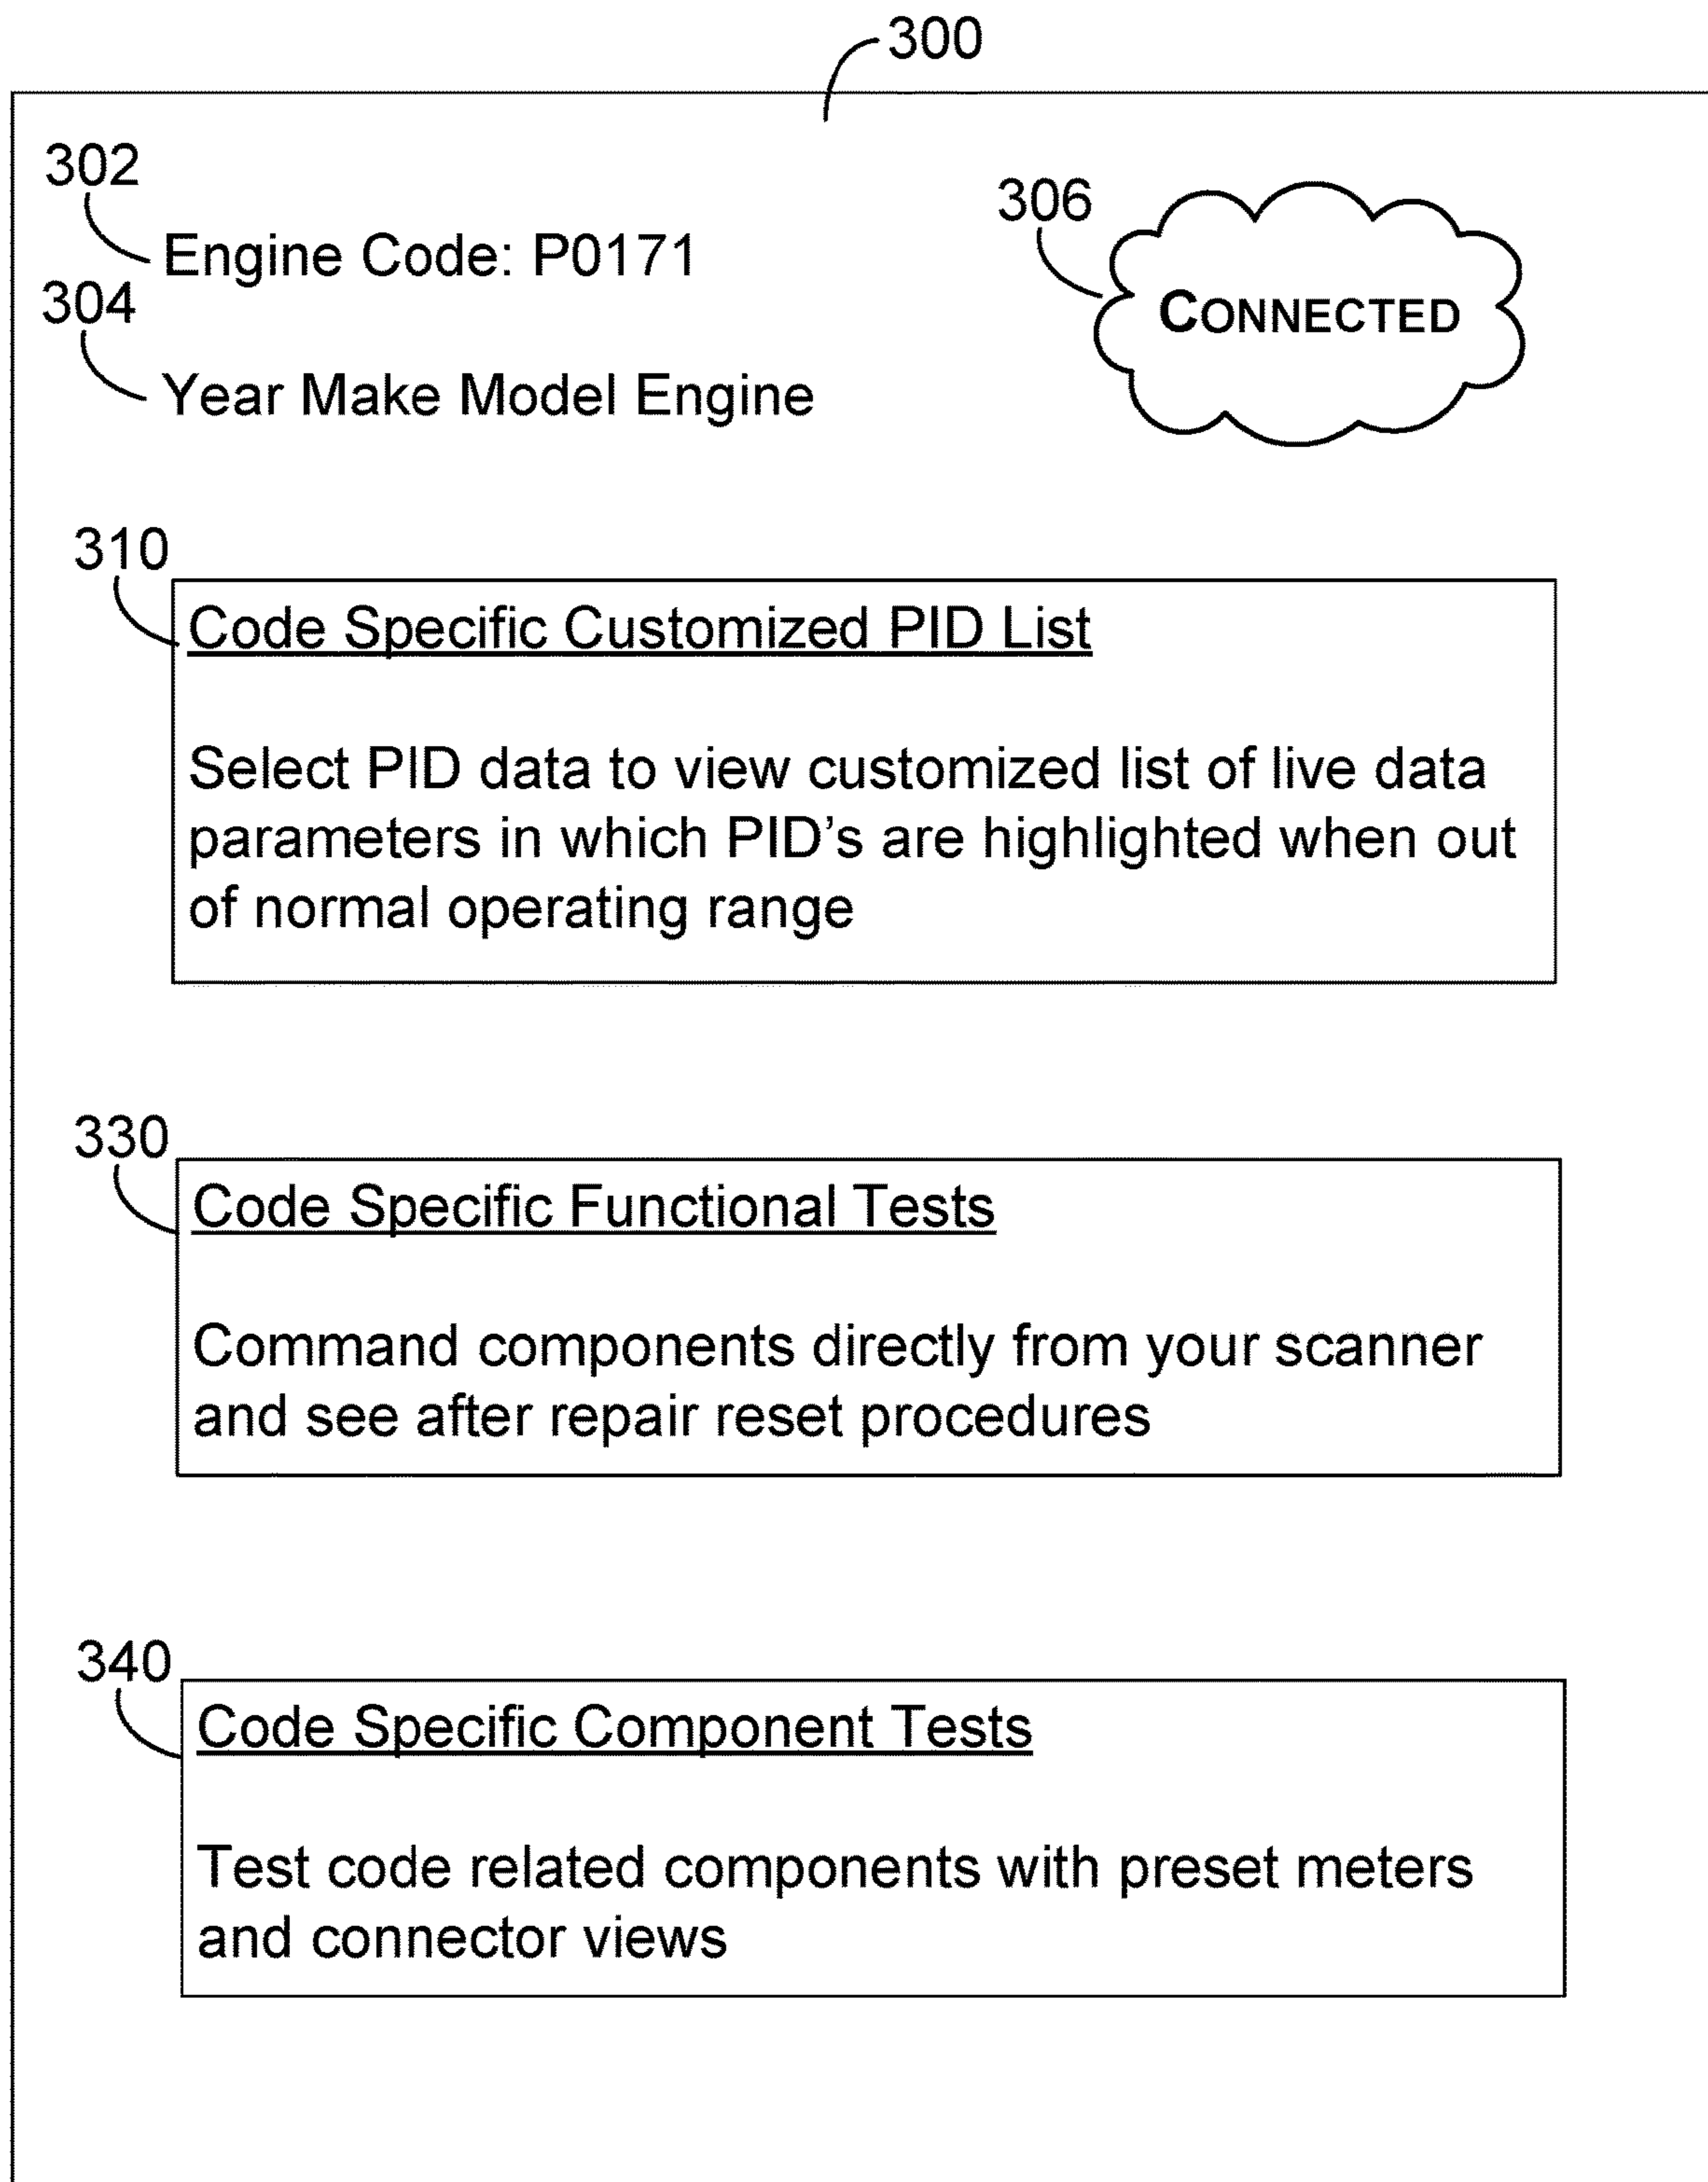 300
302
306
Engine Code: P0171
304
CONNECTED
Year Make Model Engine
310
Code Specific Customized PID List
Select PID data to view customized list of live data
parameters in which PID's are highlighted when out
of normal operating range
330
Code Specific Functional Tests
Command components directly from your scanner
and see after repair reset procedures
340
Code Specific Component Tests
Test code related components with preset meters
and connector views